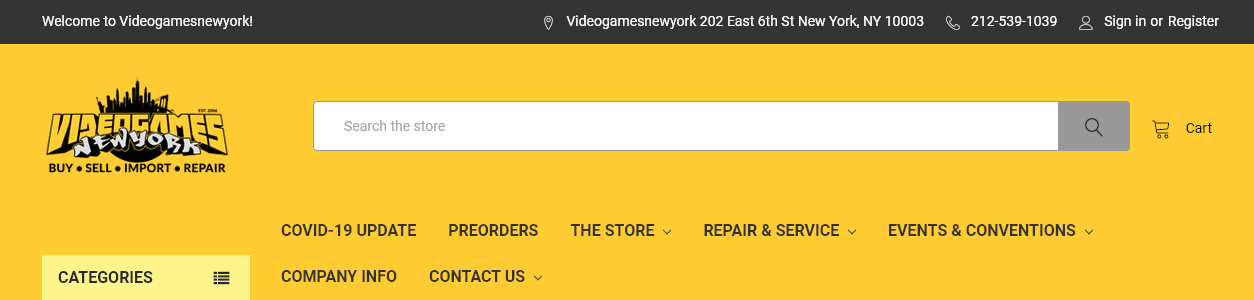 Welcome to Videogamesnewyork!
Videogamesnewyork 202 East 6th St New York, NY 10003
212-539-1039
Sign in or Register
EST. 2004
VIDEOGAMES
NEWYORK
BUY • SELL • IMPORT • REPAIR
Search the store
Cart
COVID-19 UPDATE PREORDERS THE STORE REPAIR & SERVICE EVENTS & CONVENTIONS
CATEGORIES
COMPANY INFO CONTACT US